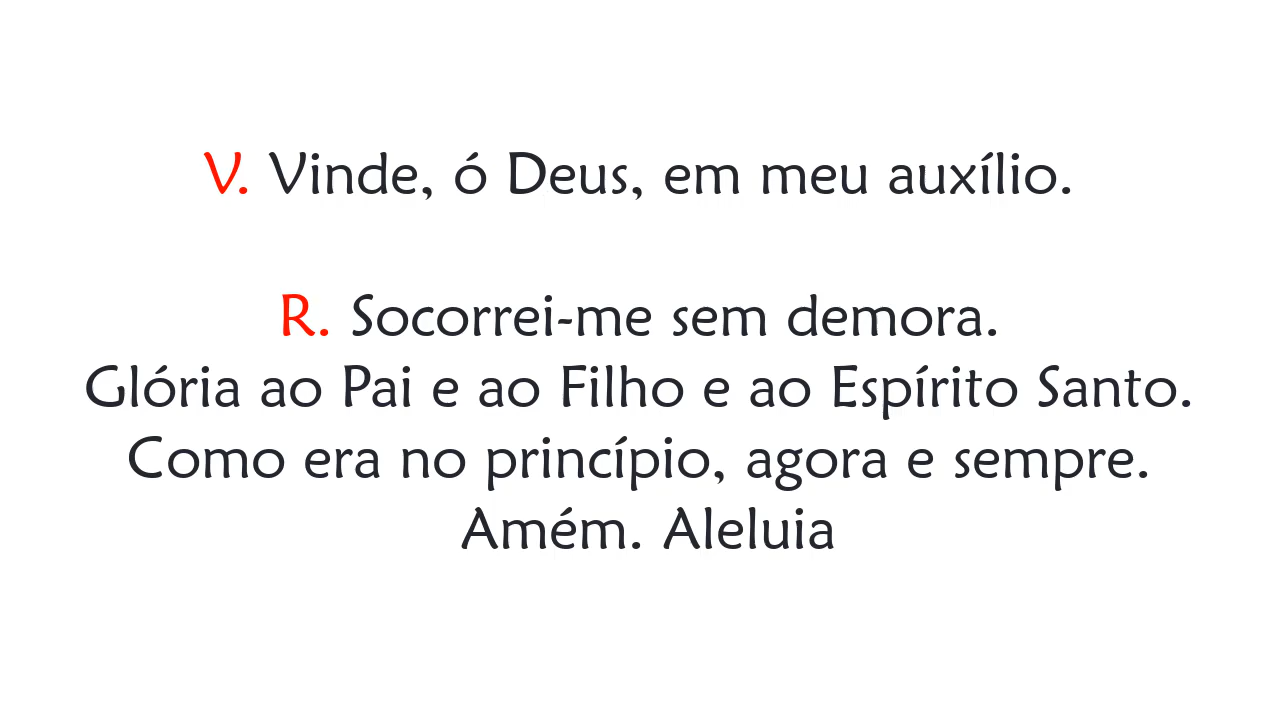 V. Vinde, ó Deus, em meu auxílio.
R. Socorrei-me sem demora.
Glória ao Pai e ao Filho e ao Espírito Santo.
Como era no princípio, agora e sempre.
Amém. Aleluia